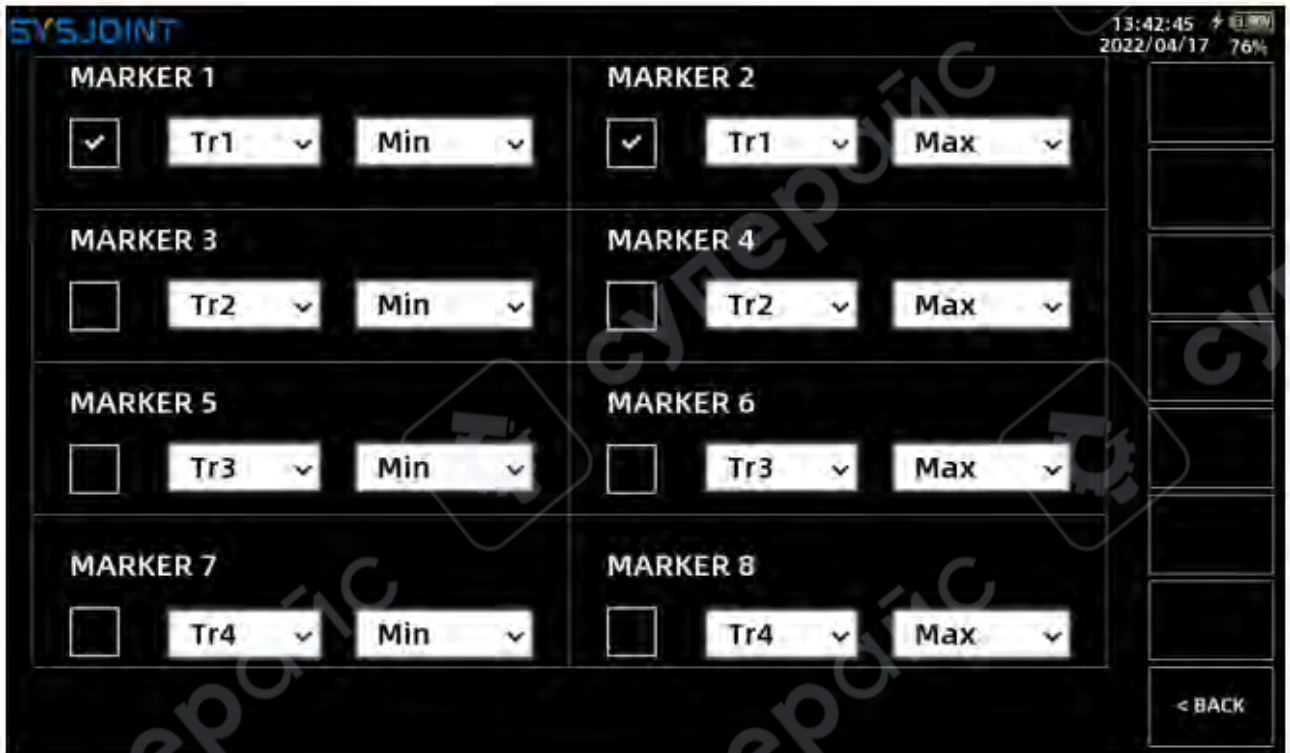 SYSJOINT
13:42:45
2022/04/17 76%
MARKER 1
Tr1 Min
MARKER 2
Tr1 Max
MARKER 3
Tr2 Min
MARKER 4
Tr2 Max
MARKER 5
Tr3 Min
MARKER 6
Tr3 Max
MARKER 7
Tr4 Min
MARKER 8
Tr4 Max
< BACK
суперайс